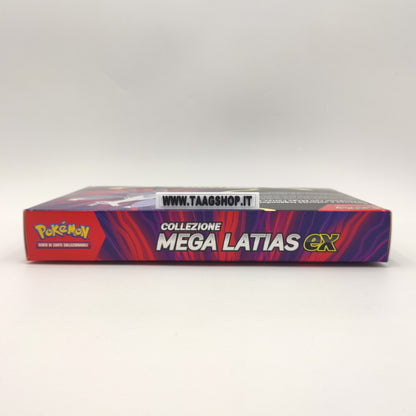 WWW.TAAGSHOP.IT
Pokémon
GIOCO DI CARTE COLLEZIONABILI
COLLEZIONE
MEGA LATIAS ex